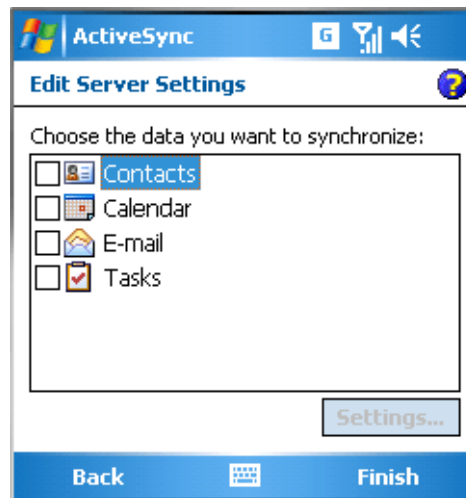 ActiveSync G
Edit Server Settings ?
Choose the data you want to synchronize:
Contacts
Calendar
E-mail
Tasks
Settings...
Back Finish